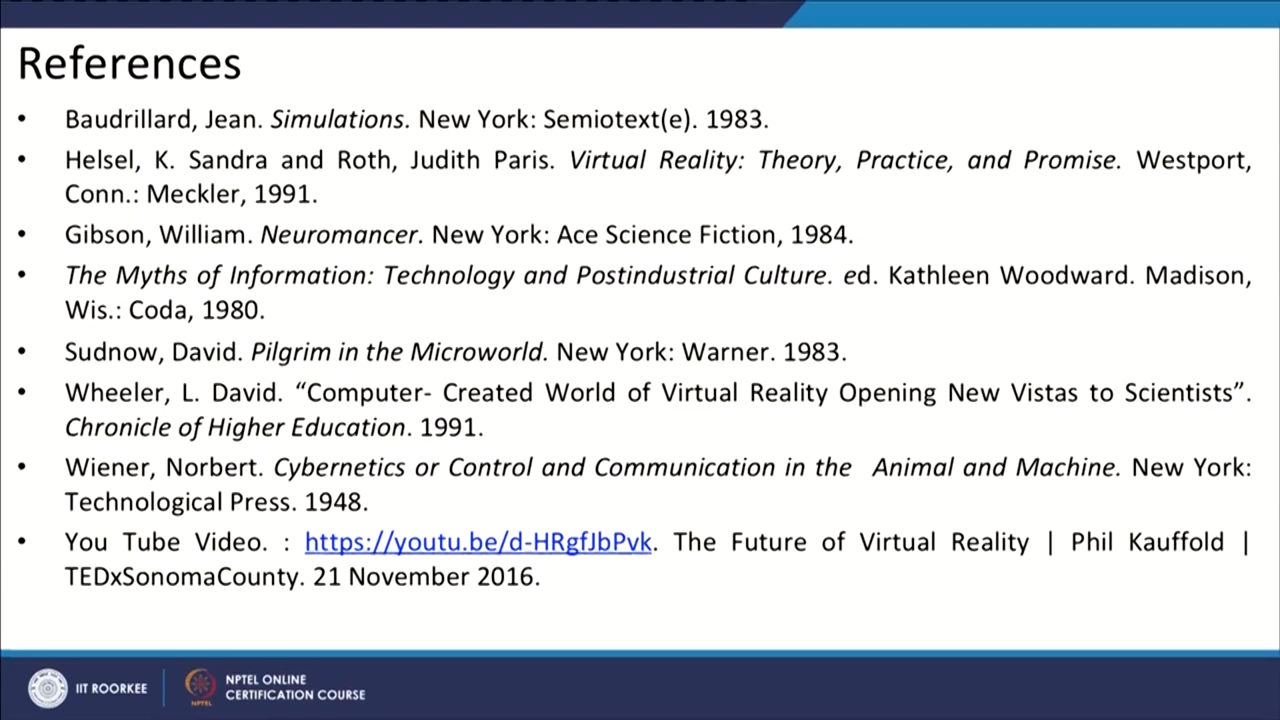 References
• Baudrillard, Jean. Simulations. New York: Semiotext(e). 1983.
• Helsel, K. Sandra and Roth, Judith Paris. Virtual Reality: Theory, Practice, and Promise. Westport,
Conn.: Meckler, 1991.
• Gibson, William. Neuromancer. New York: Ace Science Fiction, 1984.
• The Myths of Information: Technology and Postindustrial Culture. ed. Kathleen Woodward. Madison,
Wis.: Coda, 1980.
• Sudnow, David. Pilgrim in the Microworld. New York: Warner. 1983.
• Wheeler, L. David. “Computer- Created World of Virtual Reality Opening New Vistas to Scientists”.
Chronicle of Higher Education. 1991.
• Wiener, Norbert. Cybernetics or Control and Communication in the Animal and Machine. New York:
Technological Press. 1948.
• You Tube Video. : https://youtu.be/d-HRgfJbPvk. The Future of Virtual Reality | Phil Kauffold |
TEDxSonomaCounty. 21 November 2016.
IIT ROORKEE
NPTEL
NPTEL ONLINE
CERTIFICATION COURSE